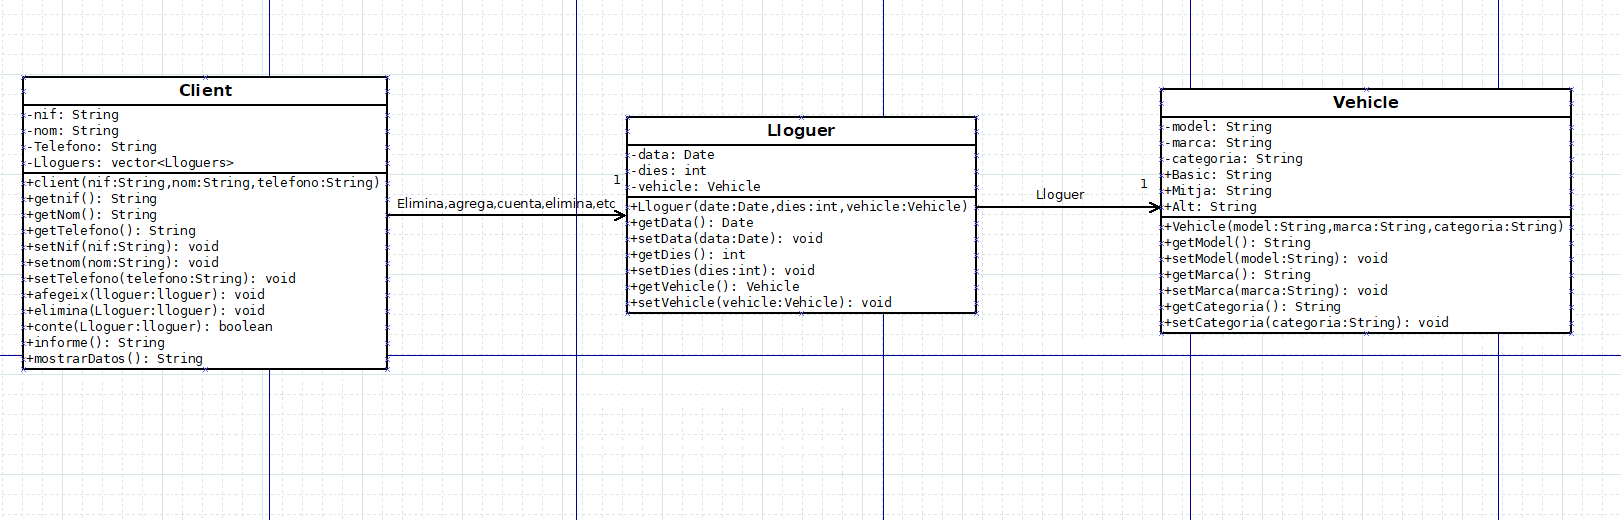 Client
-nif: String
-nom: String
-Telefono: String
-Lloguers: vector<Lloguers>
+client(nif:String,nom:String,telefono:String)
+getnif(): String
+getNom(): String
+getTelefono(): String
+setNif(nif:String): void
+setnom(nom:String): void
+setTelefono(telefono:String): void
+afegeix(lloguer:lloguer): void
+elimina(Lloguer:lloguer): void
+conte(Lloguer:lloguer): boolean
+informe(): String
+mostrarDatos(): String
1
Elimina,agrega,cuenta,elimina,etc
Lloguer
-data: Date
-dies: int
-vehicle: Vehicle
+Lloguer(date:Date,dies:int,vehicle:Vehicle)
+getData(): Date
+setData(data:Date): void
+getDies(): int
+setDies(dies:int): void
+getVehicle(): Vehicle
+setVehicle(vehicle:Vehicle): void
1
Lloguer
Vehicle
-model: String
-marca: String
-categoria: String
+Basic: String
+Mitja: String
+Alt: String
+Vehicle(model:String,marca:String,categoria:String)
+getModel(): String
+setModel(model:String): void
+getMarca(): String
+setMarca(marca:String): void
+getCategoria(): String
+setCategoria(categoria:String): void